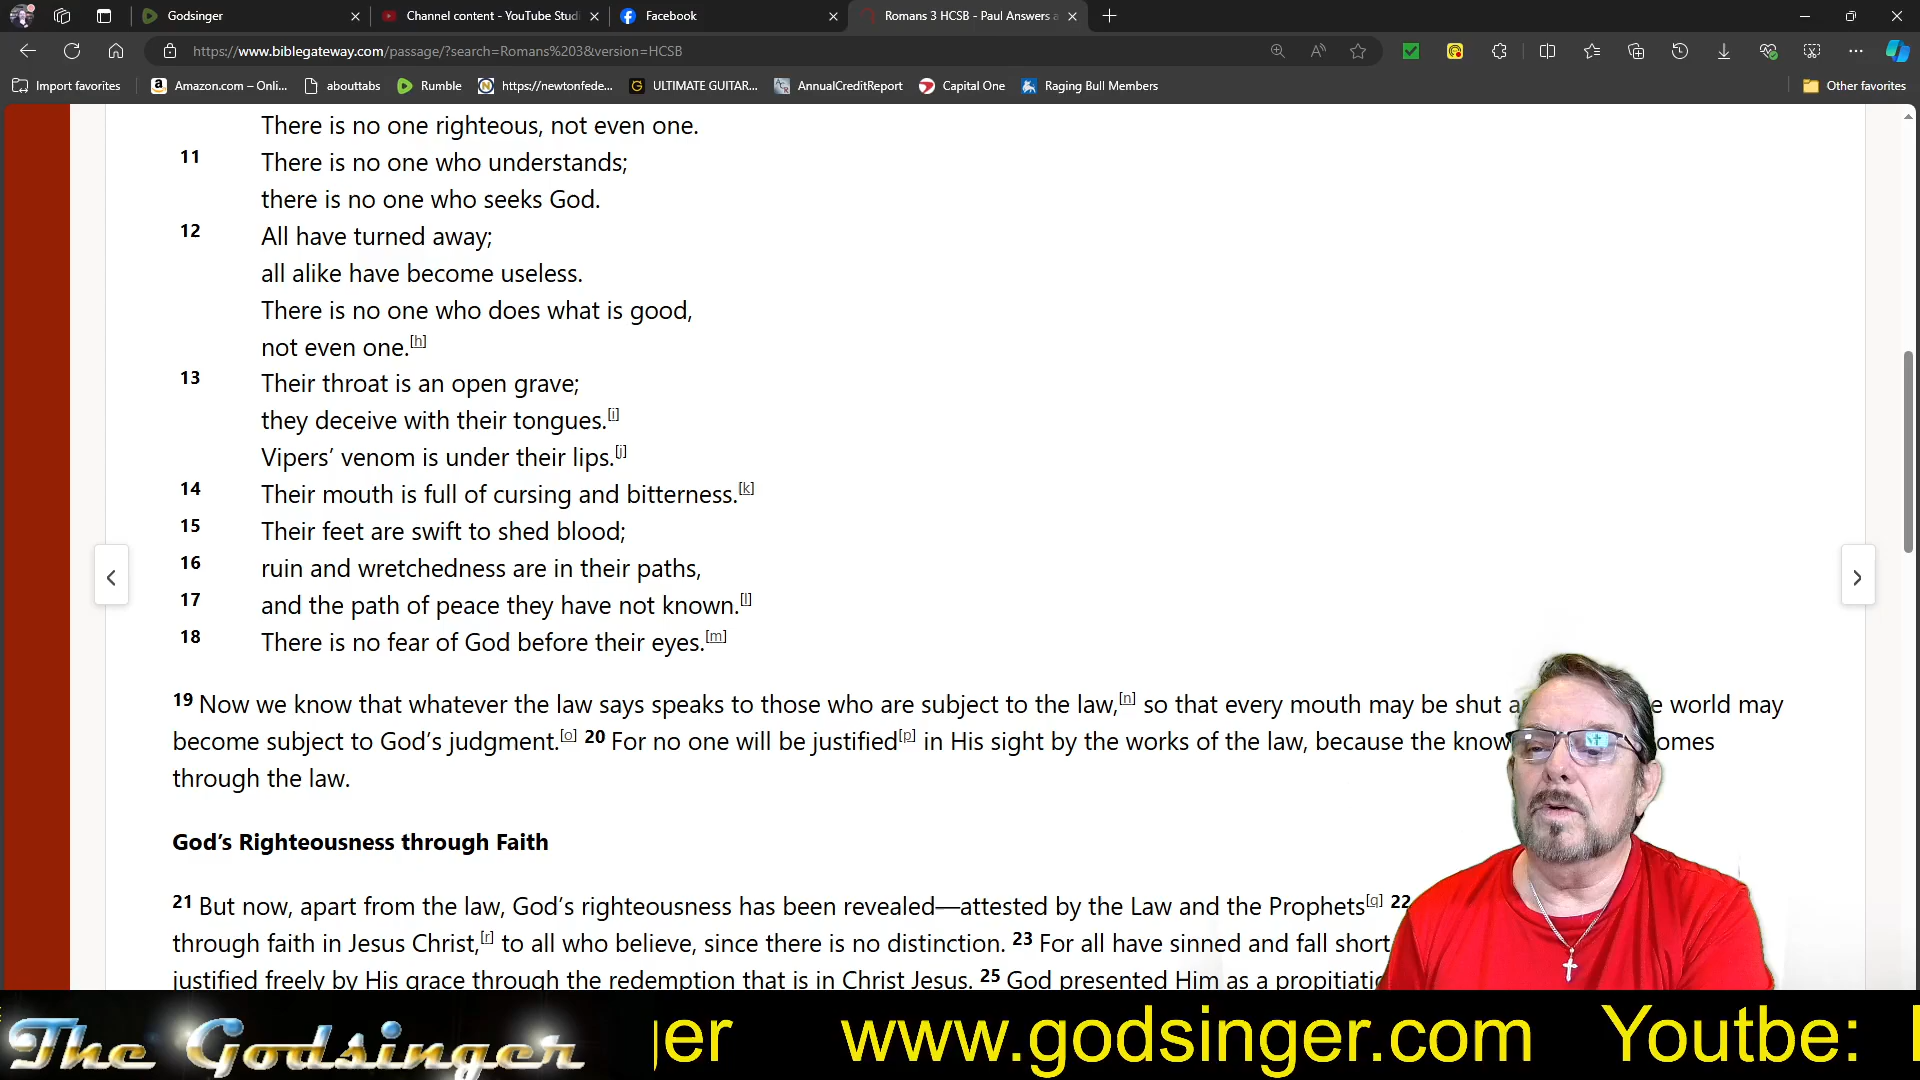 Godsinger
Channel content - YouTube Studi
Facebook
Romans 3 HCSB - Paul Answers a
https://www.biblegateway.com/passage/?search=Romans%203&version=HCSB
Import favorites
Amazon.com – Onli...
abouttabs
Rumble
https://newtonfede...
ULTIMATE GUITAR...
AnnualCreditReport
Capital One
Raging Bull Members
Other favorites
There is no one righteous, not even one.
11 There is no one who understands;
there is no one who seeks God.
12 All have turned away;
all alike have become useless.
There is no one who does what is good,
not even one.[h]
13 Their throat is an open grave;
they deceive with their tongues.[i]
Vipers’ venom is under their lips.[j]
14 Their mouth is full of cursing and bitterness.[k]
15 Their feet are swift to shed blood;
16 ruin and wretchedness are in their paths,
17 and the path of peace they have not known.[l]
18 There is no fear of God before their eyes.[m]
19 Now we know that whatever the law says speaks to those who are subject to the law,[n] so that every mouth may be shut a e world may
become subject to God’s judgment.[o] 20 For no one will be justified[p] in His sight by the works of the law, because the know omes
through the law.
God’s Righteousness through Faith
21 But now, apart from the law, God’s righteousness has been revealed—attested by the Law and the Prophets[q] 22
through faith in Jesus Christ,[r] to all who believe, since there is no distinction. 23 For all have sinned and fall short
justified freely by His grace through the redemption that is in Christ Jesus. 25 God presented Him as a propitiatio
The Godsinger
ger www.godsinger.com Youtbe: